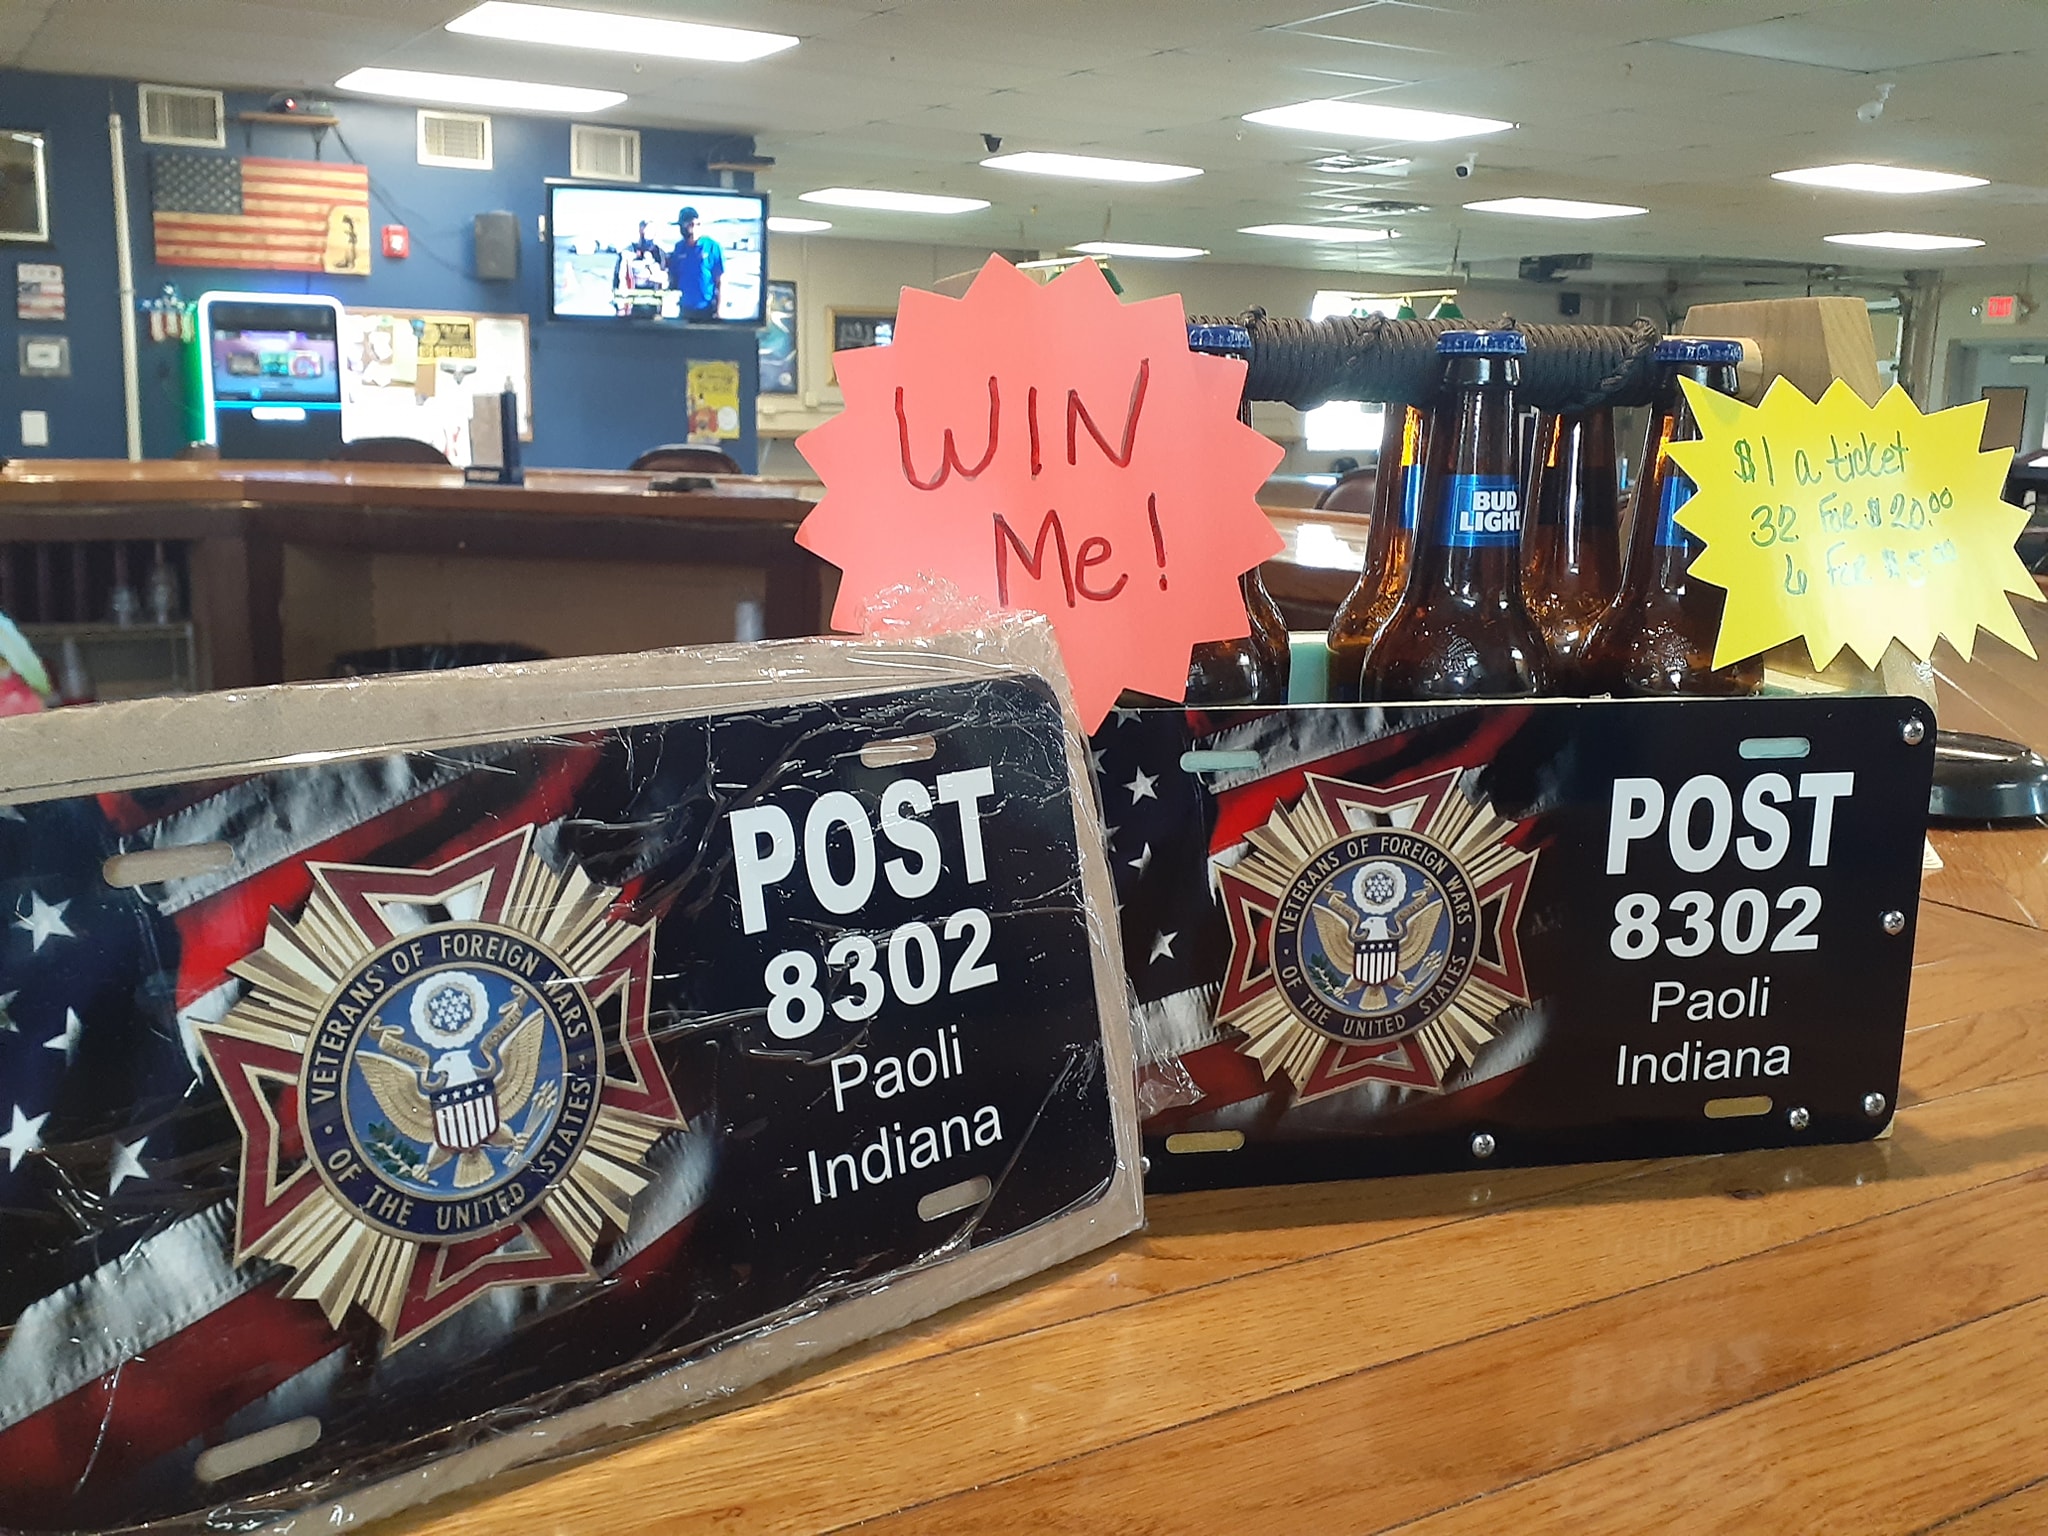 WIN
Me!
BUD
LIGHT
$1 a ticket
32 For $20.00
6 For $5.00
VETERANS OF FOREIGN WARS
OF THE UNITED STATES
POST
8302
Paoli
Indiana
VETERANS OF FOREIGN WARS
OF THE UNITED STATES
POST
8302
Paoli
Indiana